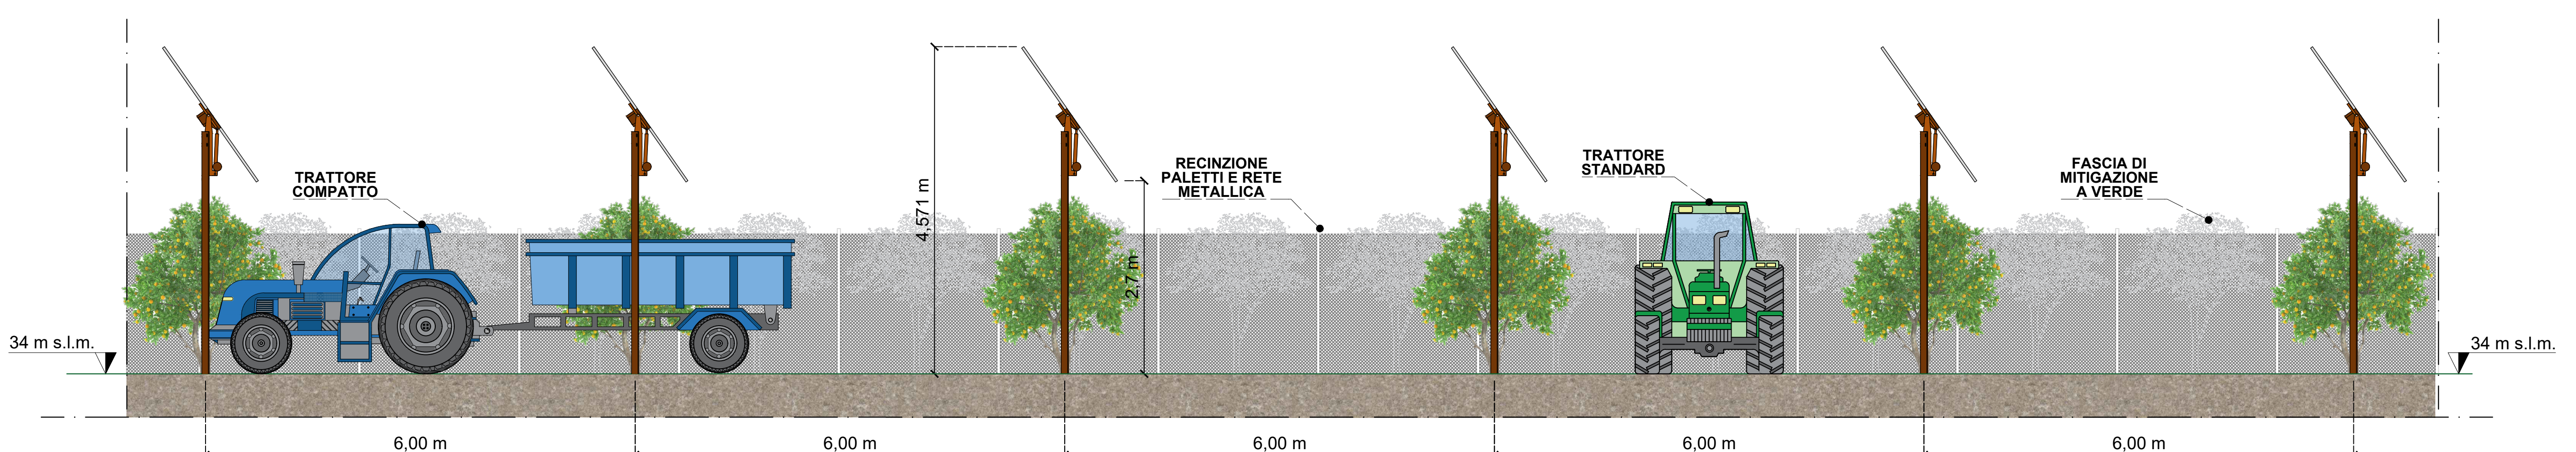 TRATTORE
COMPATTO
4,571 m
2,7 m
RECINZIONE
PALETTI E RETE
METALLICA
TRATTORE
STANDARD
FASCIA DI
MITIGAZIONE
A VERDE
34 m s.l.m.
34 m s.l.m.
6,00 m
6,00 m
6,00 m
6,00 m
6,00 m